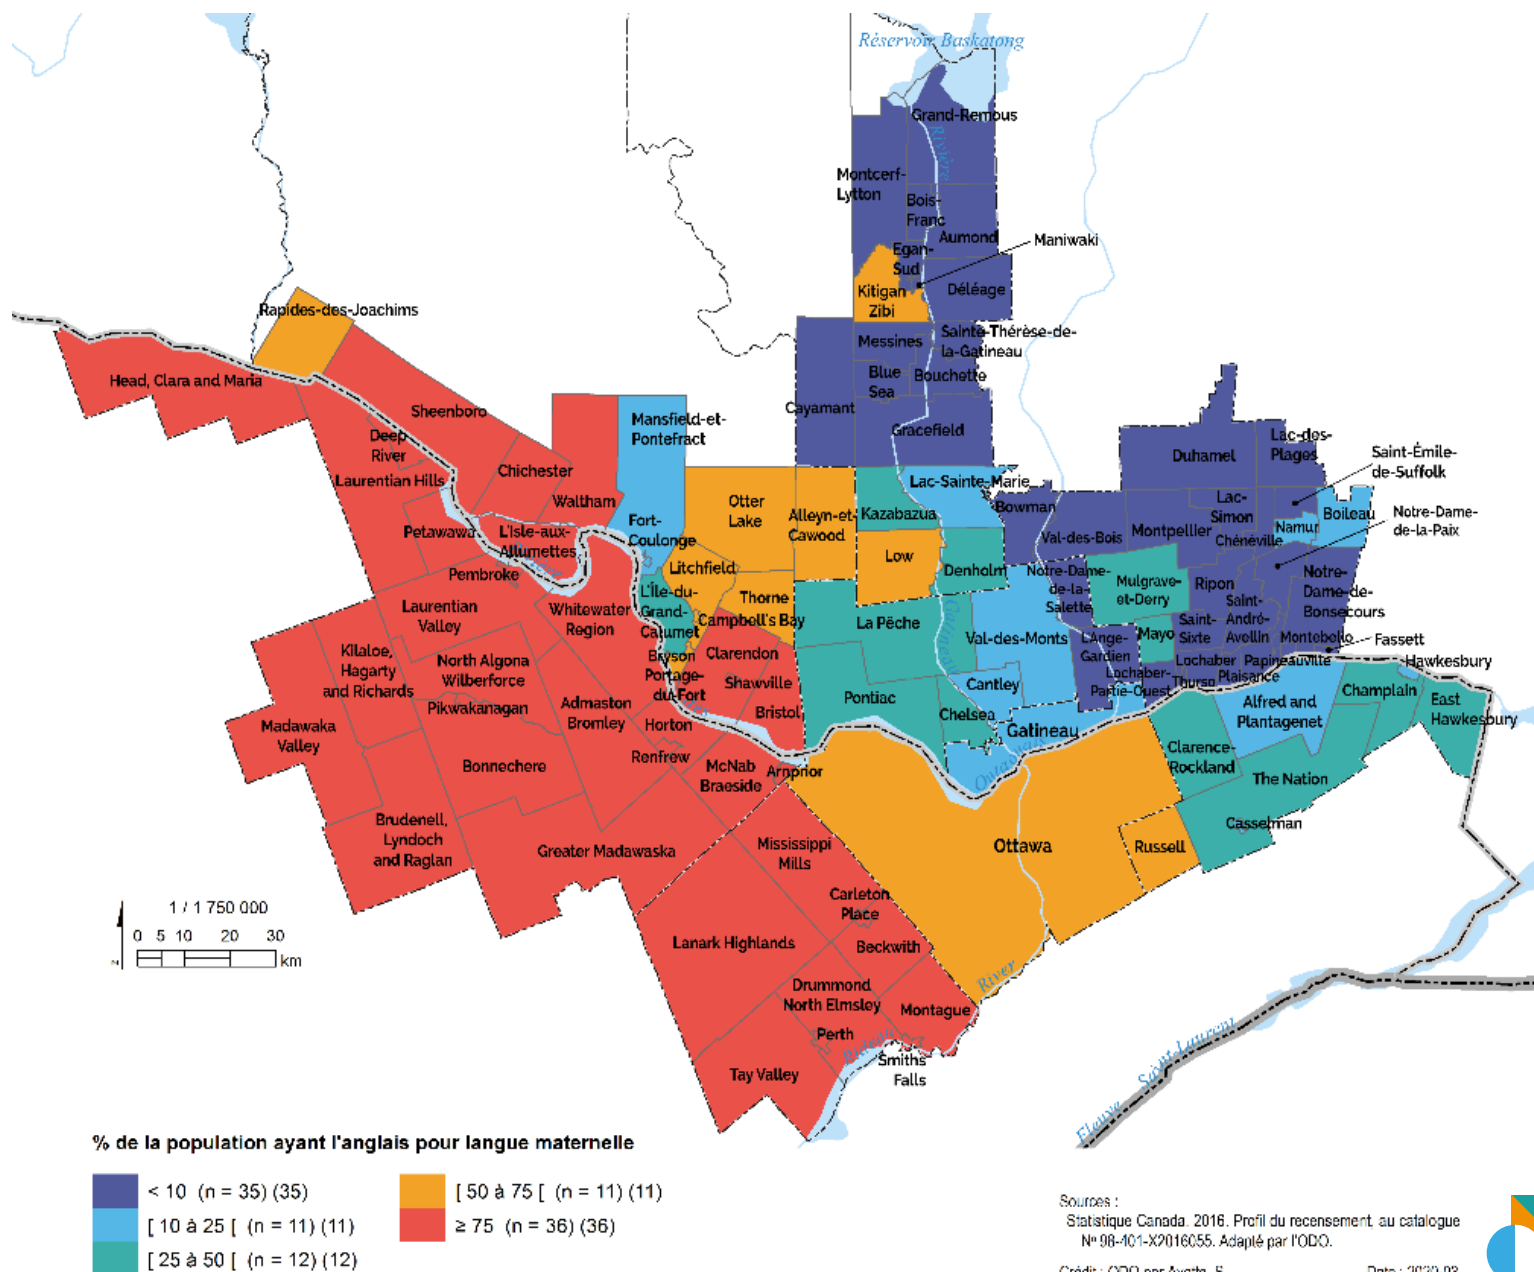 Réservoir Baskatong
Grand-Remous
Rivière
Montcerf-
Lytton
Bois-
Franc
Aumond
Maniwaki
Egan-
Sud
Kitigan
Zibi
Déléage
Rapides-des-Joachims
Messines
Sainte-Thérèse-de-
la-Gatineau
Blue
Sea
Bouchette
Head, Clara and Maria
Cayamant
Gracefield
Sheenboro
Mansfield-et-
Pontefract
Deep
River
Laurentian Hills
Chichester
Waltham
Duhamel
Lac-des-
Plages
Saint-Émile-
de-Suffolk
Lac-Sainte-Marie
Otter
Lake
Alleyn-et-
Cawood
Kazabazua
Bowman
Lac-
Simon
Boileau
Notre-Dame-
de-la-Paix
Petawawa
L'Isle-aux-
Allumettes
Fort-
Coulonge
Val-des-Bois
Montpellier
Namur
Chénéville
Low
Pembroke
Litchfield
Denholm
Notre-Dame-
de-la-
Salette
Mulgrave-
et-Derry
Ripon
Notre-
Dame-de-
Bonsecours
Laurentian
Valley
Whitewater
Region
L'Île-du-
Grand-
Calumet
Thorne
Campbell's Bay
La Pêche
Gatineau
Val-des-Monts
Saint-
André-
Avellin
Saint-
Sixte
Mayo
L'Ange-
Gardien
Montebello
Fassett
Kilaloe,
Hagarty
and Richards
North Algona
Wilberforce
Bryson
Clarendon
Portage-
du-Fort
Shawville
Lochaber
Papineauville
Hawkesbury
Lochaber-
Partie-Ouest
Thurso
Plaisance
Cantley
Pontiac
Chelsea
Pikwakanagan
Admaston
Bromley
Horton
Bristol
Madawaka
Valley
Gatineau
Alfred and
Plantagenet
Champlain
East
Hawkesbury
Bonnechere
Renfrew
McNab
Braeside
Arnprior
Outaouais
Clarence-
Rockland
The Nation
Brudenell,
Lyndoch
and Raglan
Greater Madawaska
Mississippi
Mills
Ottawa
Russell
Casselman
Carleton
Place
Lanark Highlands
Beckwith
Drummond
North Elmsley
Montague
River
Perth
Rideau
Smiths
Falls
Tay Valley
Fleuve Saint-Laurent
1 / 1 750 000
0 5 10 20 30
km
% de la population ayant l'anglais pour langue maternelle
< 10 (n = 35) (35)
[ 10 à 25 [ (n = 11) (11)
[ 25 à 50 [ (n = 12) (12)
[ 50 à 75 [ (n = 11) (11)
≥ 75 (n = 36) (36)
Sources :
Statistique Canada. 2016. Profil du recensement, au catalogue
Nº 98-401-X2016055. Adapté par l'ODO.